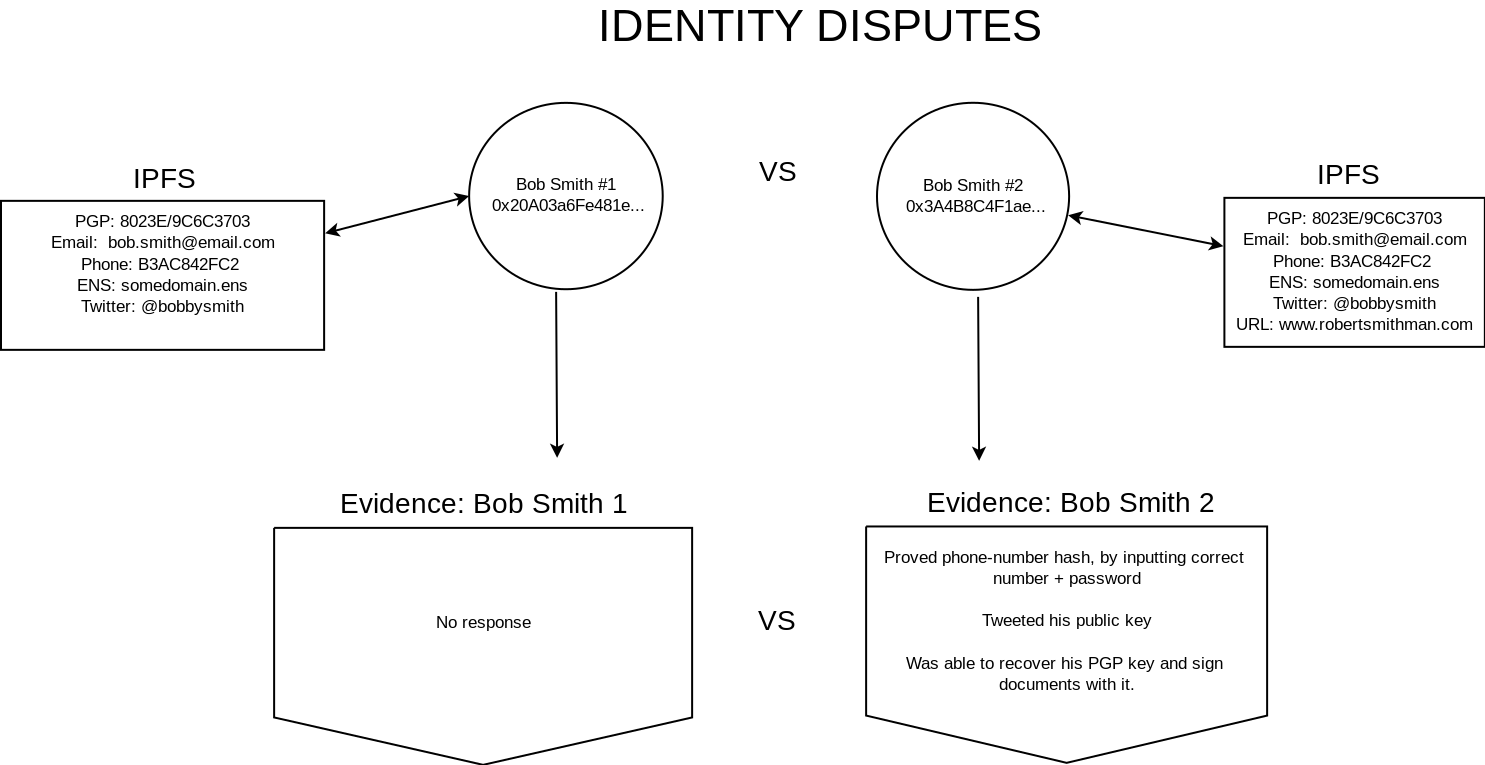 IDENTITY DISPUTES
IPFS
PGP: 8023E/9C6C3703
Email:  bob.smith@email.com
Phone: B3AC842FC2
ENS: somedomain.ens
Twitter: @bobbysmith
Bob Smith #1
0x20A03a6Fe481e...
VS
Bob Smith #2
0x3A4B8C4F1ae...
IPFS
PGP: 8023E/9C6C3703
Email:  bob.smith@email.com
Phone: B3AC842FC2
ENS: somedomain.ens
Twitter: @bobbysmith
URL: www.robertsmithman.com
Evidence: Bob Smith 1
No response
VS
Evidence: Bob Smith 2
Proved phone-number hash, by inputting correct
number + password
Tweeted his public key
Was able to recover his PGP key and sign
documents with it.